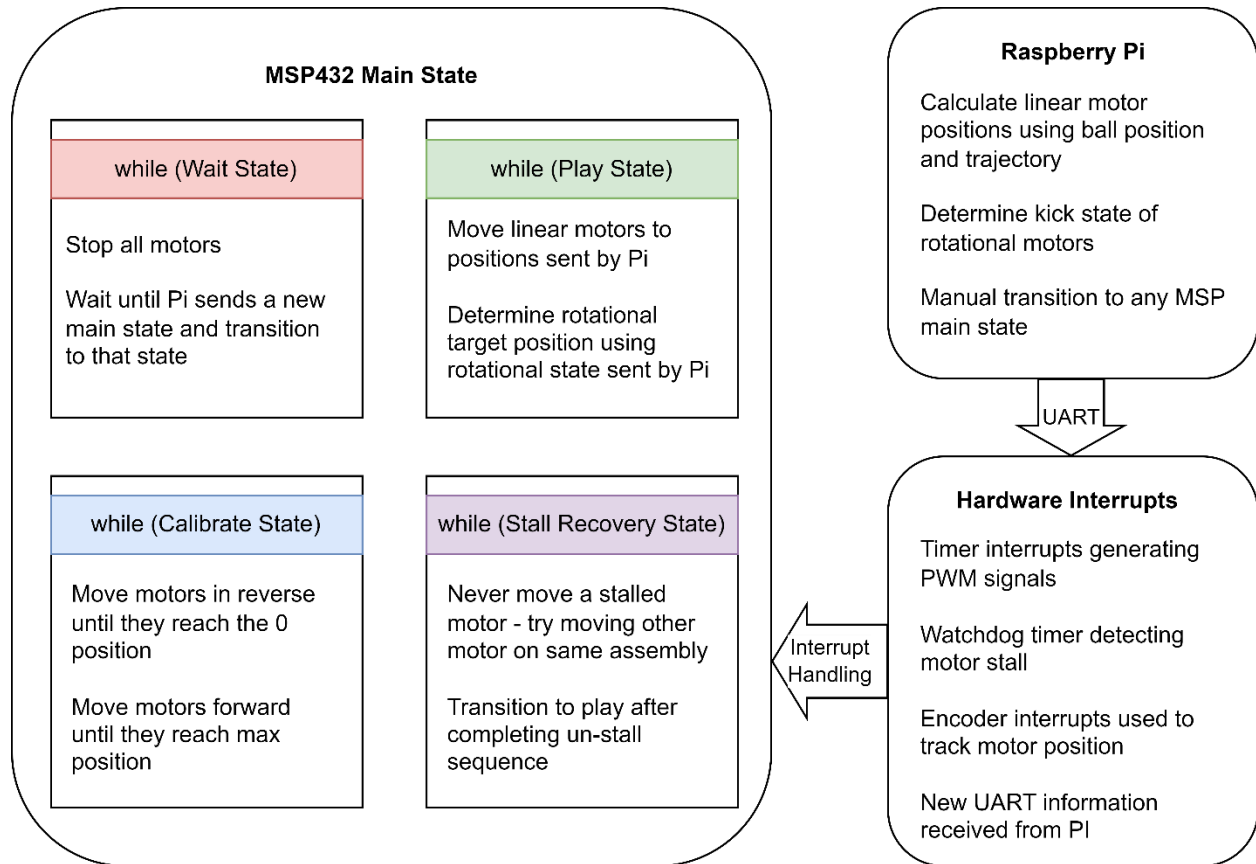 MSP432 Main State
while (Wait State)
Stop all motors
Wait until Pi sends a new
main state and transition
to that state
while (Play State)
Move linear motors to
positions sent by Pi
Determine rotational
target position using
rotational state sent by Pi
while (Calibrate State)
Move motors in reverse
until they reach the 0
position
Move motors forward
until they reach max
position
while (Stall Recovery State)
Never move a stalled
motor - try moving other
motor on same assembly
Transition to play after
completing un-stall
sequence
Raspberry Pi
Calculate linear motor
positions using ball position
and trajectory
Determine kick state of
rotational motors
Manual transition to any MSP
main state
UART
Hardware Interrupts
Timer interrupts generating
PWM signals
Watchdog timer detecting
motor stall
Encoder interrupts used to
track motor position
New UART information
received from PI
Interrupt
Handling